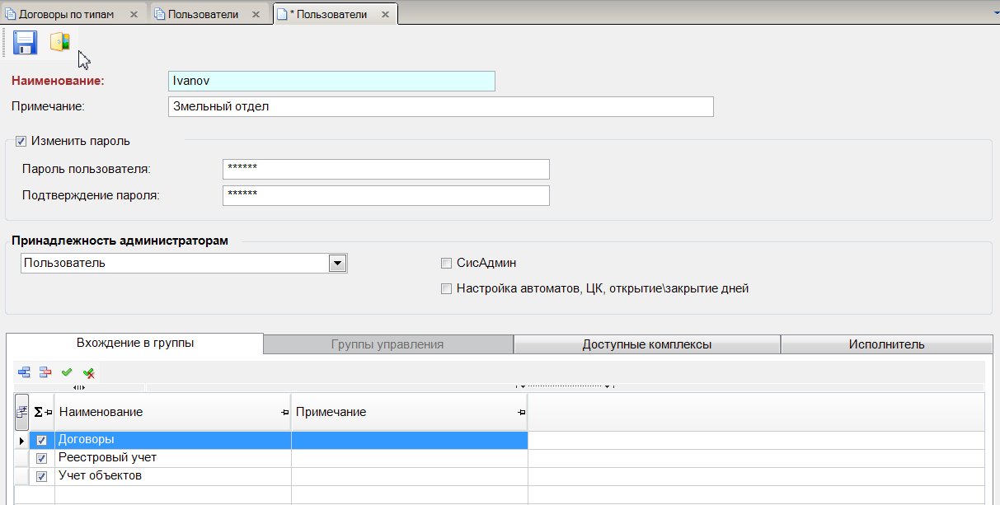 Договоры по типам Пользователи * Пользователи
Наименование: Ivanov
Примечание: Змельный отдел
Изменить пароль
Пароль пользователя: ******
Подтверждение пароля: ******
Принадлежность администраторам
Пользователь СисАдмин
Настройка автоматов, ЦК, открытие\закрытие дней
Вхождение в группы Группы управления Доступные комплексы Исполнитель
Σ Наименование Примечание
Договоры
Реестровый учет
Учет объектов